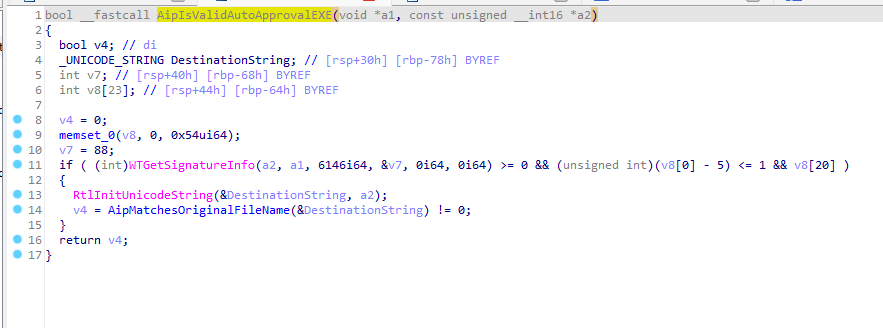 1 bool __fastcall AipIsValidAutoApprovalEXE(void *a1, const unsigned __int16 *a2)
2 {
3 bool v4; // di
4 _UNICODE_STRING DestinationString; // [rsp+30h] [rbp-78h] BYREF
5 int v7; // [rsp+40h] [rbp-68h] BYREF
6 int v8[23]; // [rsp+44h] [rbp-64h] BYREF
7
8 v4 = 0;
9 memset_0(v8, 0, 0x54ui64);
10 v7 = 88;
11 if ( (int)WTGetSignatureInfo(a2, a1, 6146i64, &v7, 0i64, 0i64) >= 0 && (unsigned int)(v8[0] - 5) <= 1 && v8[20] )
12 {
13 RtlInitUnicodeString(&DestinationString, a2);
14 v4 = AipMatchesOriginalFileName(&DestinationString) != 0;
15 }
16 return v4;
17 }